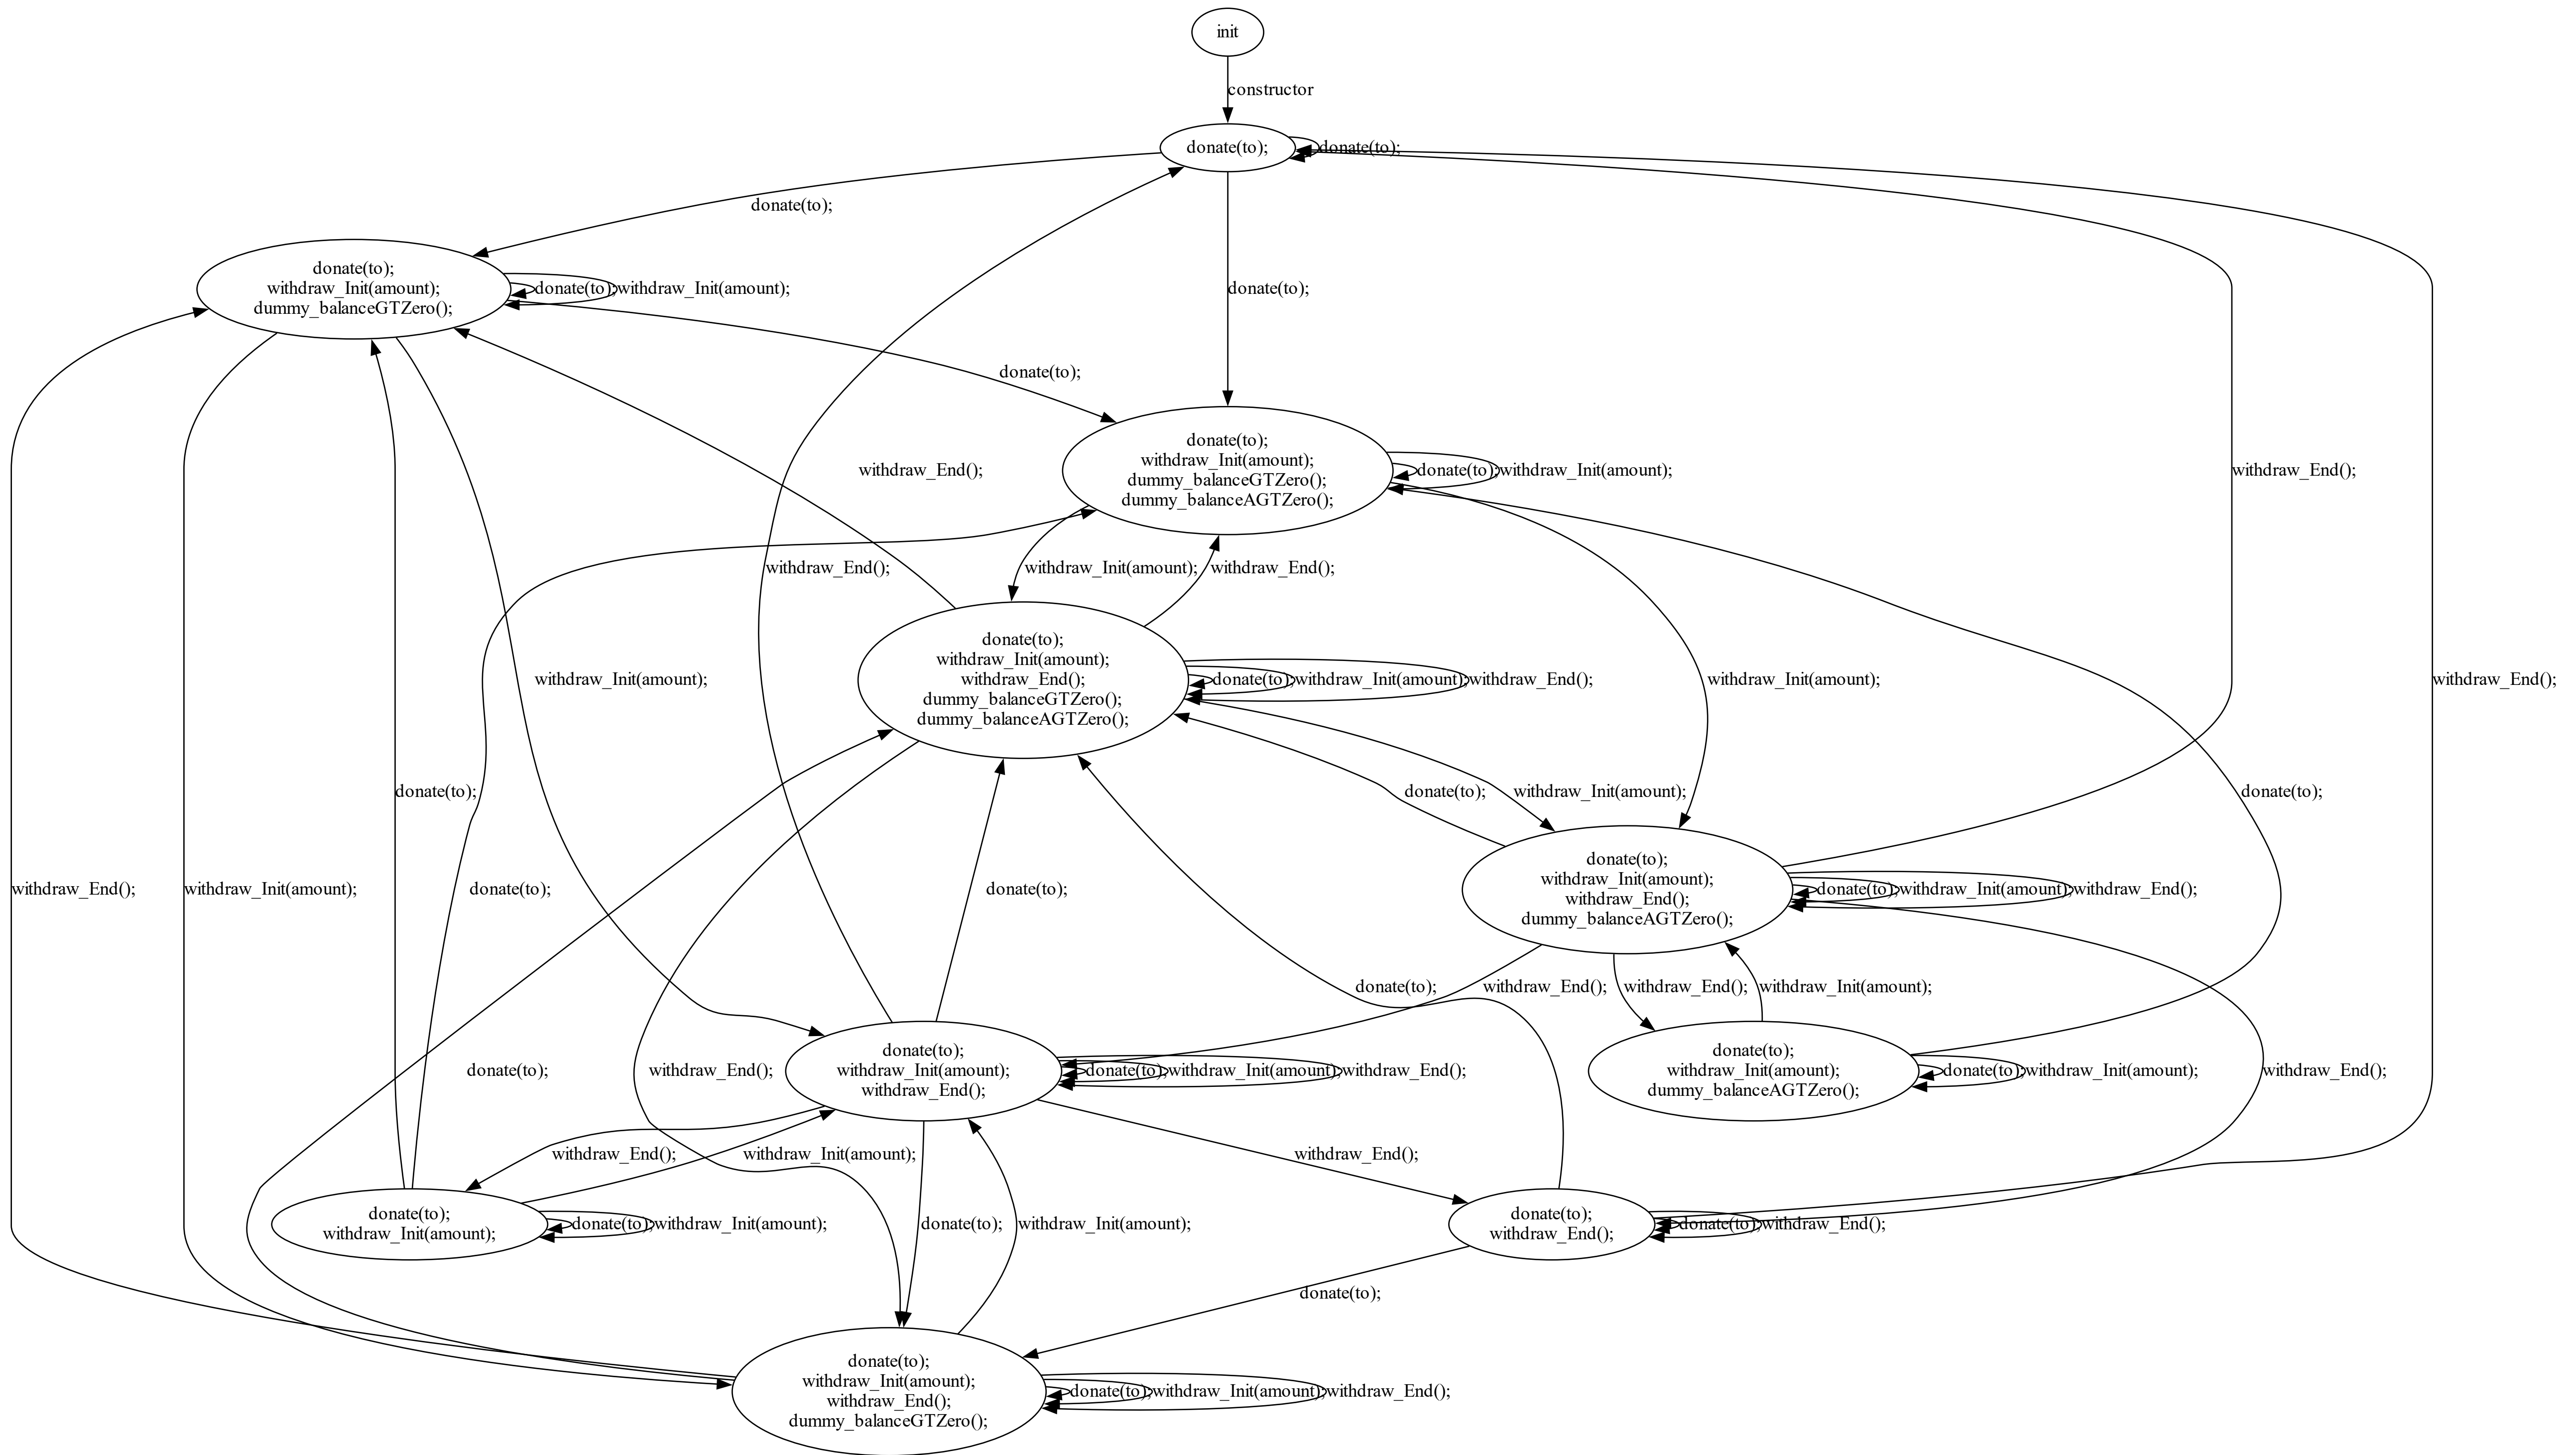 init
constructor
donate(to);
donate(to);
donate(to);
donate(to);
withdraw_Init(amount);
dummy_balanceGTZero();
donate(to);
withdraw_Init(amount);
donate(to);
donate(to);
donate(to);
withdraw_Init(amount);
dummy_balanceGTZero();
dummy_balanceAGTZero();
donate(to);
withdraw_Init(amount);
withdraw_End();
withdraw_End();
withdraw_End();
withdraw_Init(amount);
withdraw_End();
donate(to);
withdraw_Init(amount);
withdraw_End();
dummy_balanceGTZero();
dummy_balanceAGTZero();
donate(to);
withdraw_Init(amount);
withdraw_End();
withdraw_Init(amount);
withdraw_Init(amount);
withdraw_End();
donate(to);
donate(to);
withdraw_Init(amount);
donate(to);
withdraw_End();
withdraw_Init(amount);
donate(to);
donate(to);
donate(to);
withdraw_Init(amount);
withdraw_End();
dummy_balanceAGTZero();
donate(to);
withdraw_Init(amount);
withdraw_End();
donate(to);
withdraw_End();
withdraw_End();
withdraw_Init(amount);
donate(to);
withdraw_End();
donate(to);
withdraw_Init(amount);
withdraw_End();
donate(to);
withdraw_Init(amount);
withdraw_End();
donate(to);
withdraw_Init(amount);
dummy_balanceAGTZero();
donate(to);
withdraw_Init(amount);
withdraw_End();
withdraw_End();
withdraw_Init(amount);
withdraw_End();
donate(to);
withdraw_Init(amount);
donate(to);
withdraw_Init(amount);
donate(to);
withdraw_Init(amount);
donate(to);
withdraw_End();
donate(to);
withdraw_End();
donate(to);
donate(to);
withdraw_Init(amount);
withdraw_End();
dummy_balanceGTZero();
donate(to);
withdraw_Init(amount);
withdraw_End();